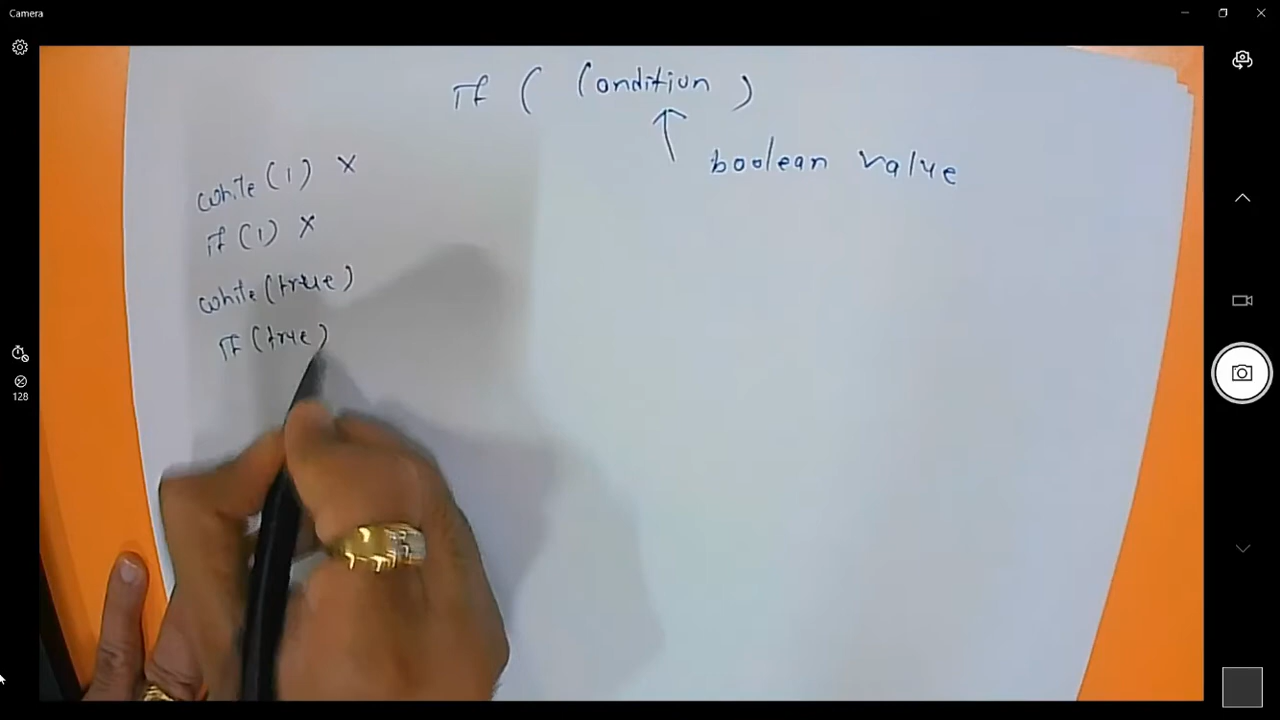 Camera
If ( Condition )
boolean value
while (1) x
if (1) x
while (true)
if (true)
128